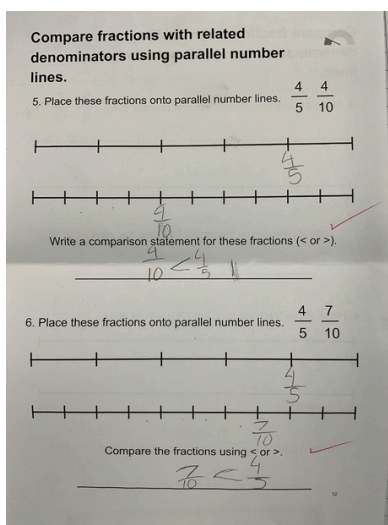 Compare fractions with related
denominators using parallel number
lines.
5. Place these fractions onto parallel number lines. 4/5 4/10
4/5
4/10
Write a comparison statement for these fractions (< or >).
4/10 < 4/5
6. Place these fractions onto parallel number lines. 4/5 7/10
4/5
7/10
Compare the fractions using < or >.
7/10 < 4/5